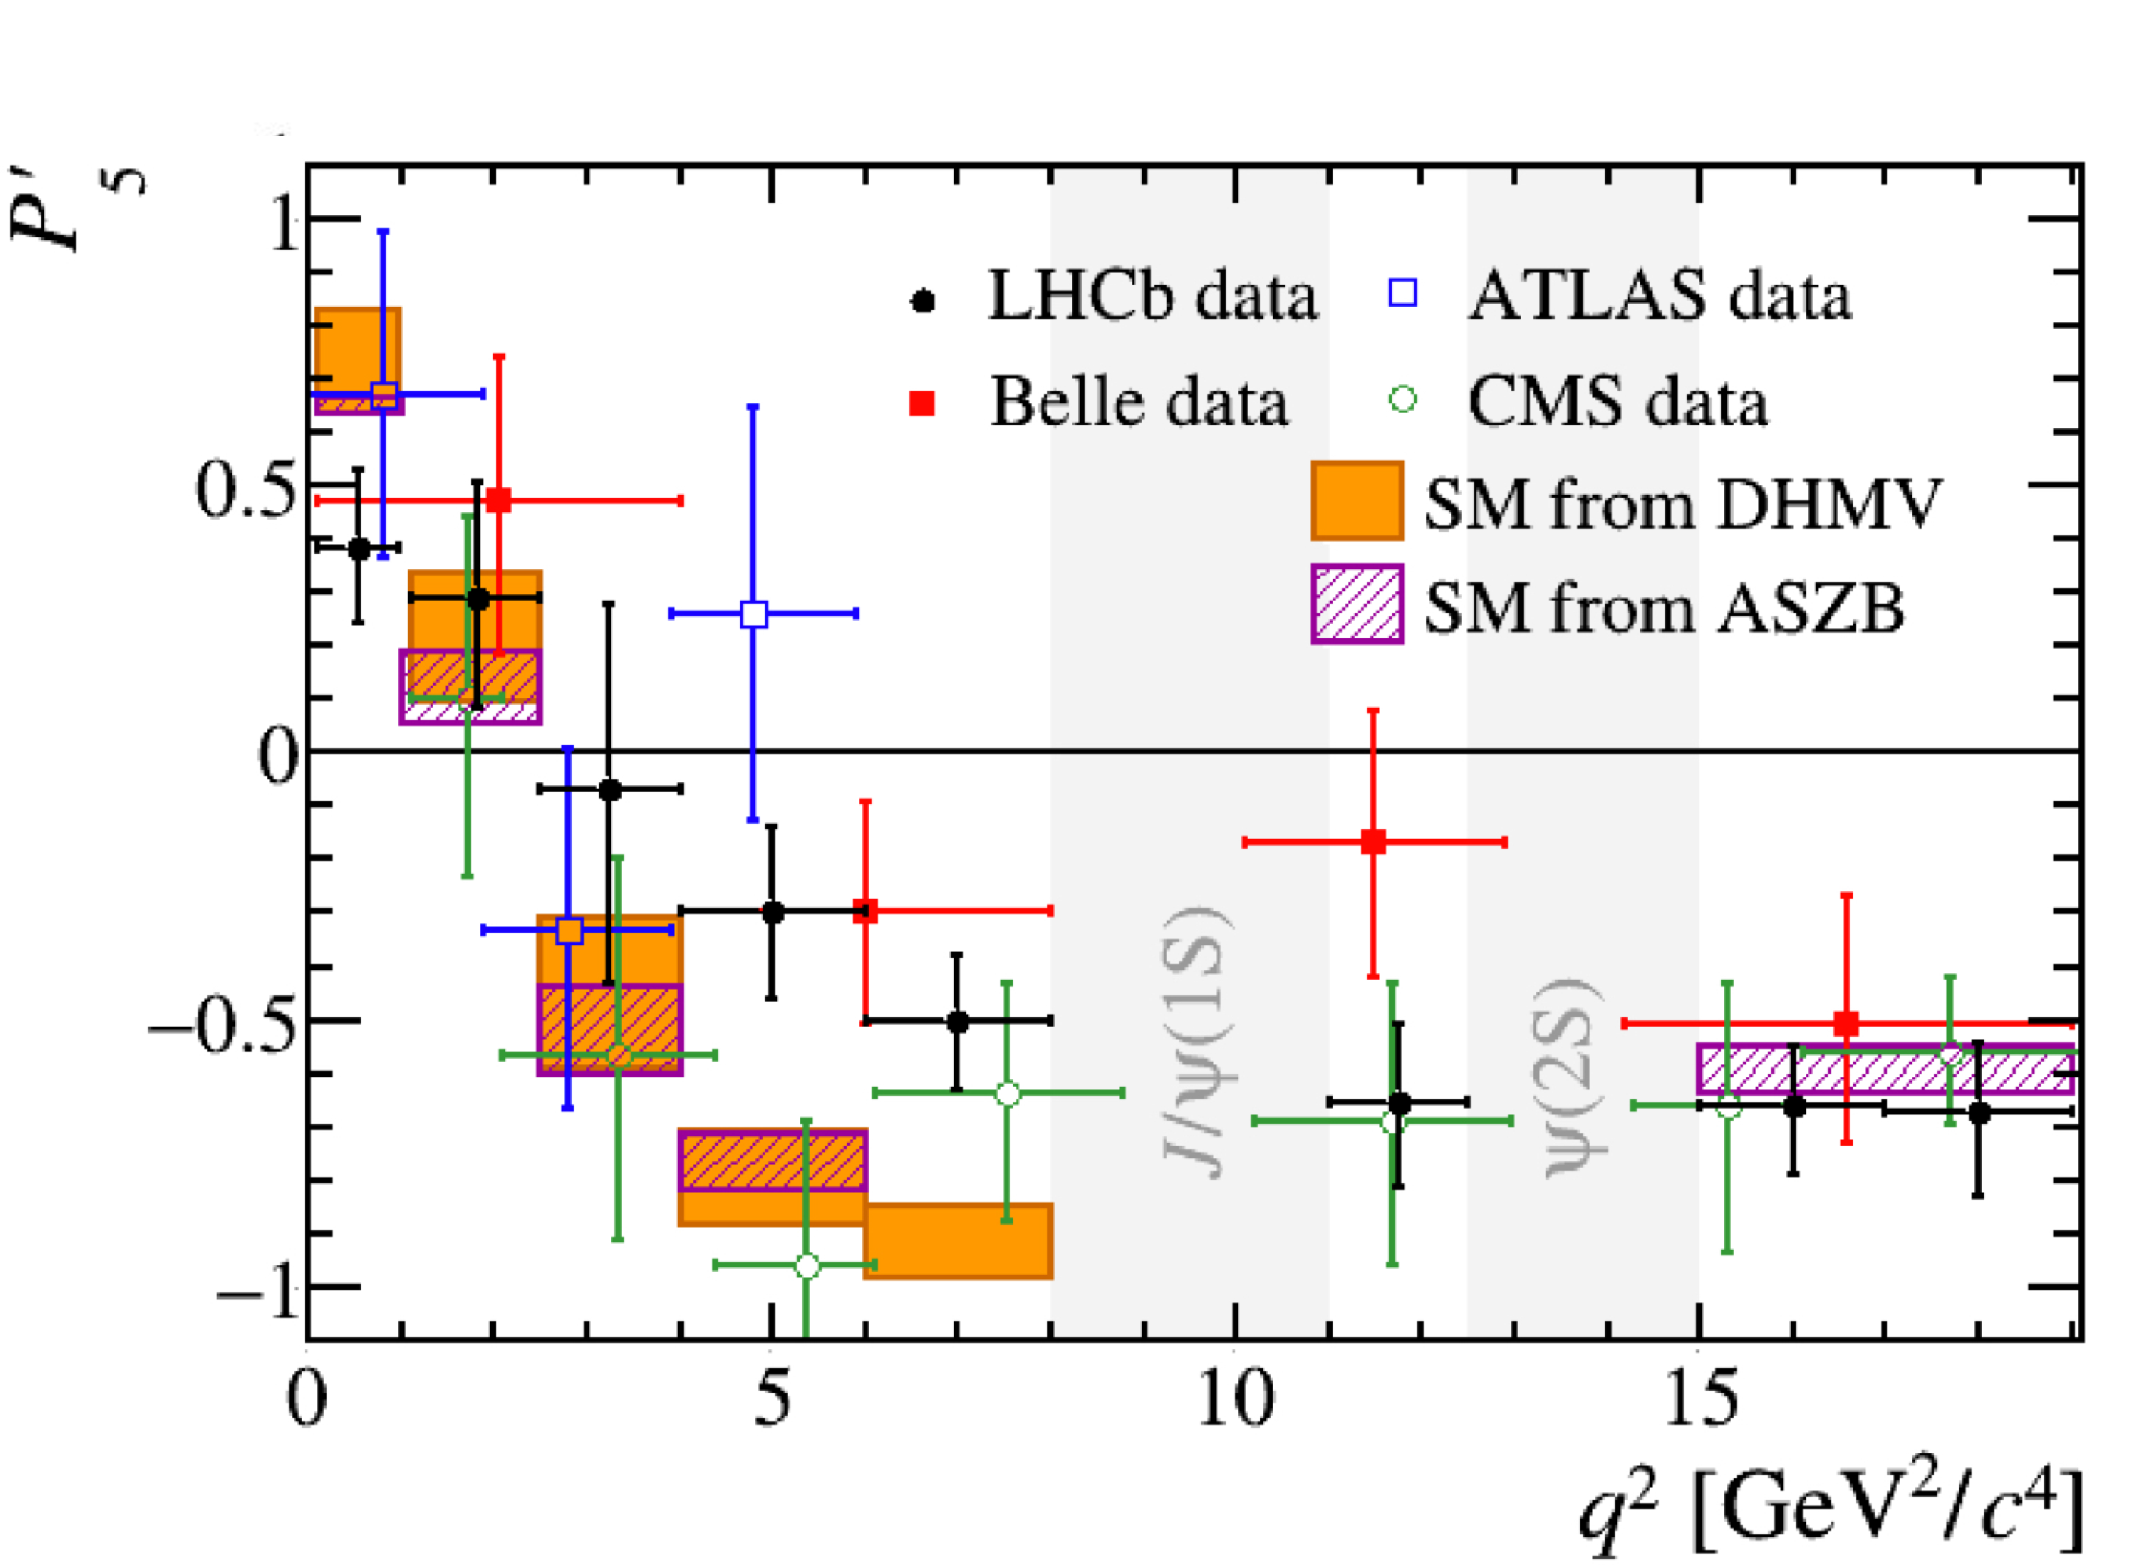 P′5
1
0.5
0
−0.5
−1
LHCb data
ATLAS data
Belle data
CMS data
SM from DHMV
SM from ASZB
J/ψ(1S)
ψ(2S)
0 5 10 15
q² [GeV²/c⁴]